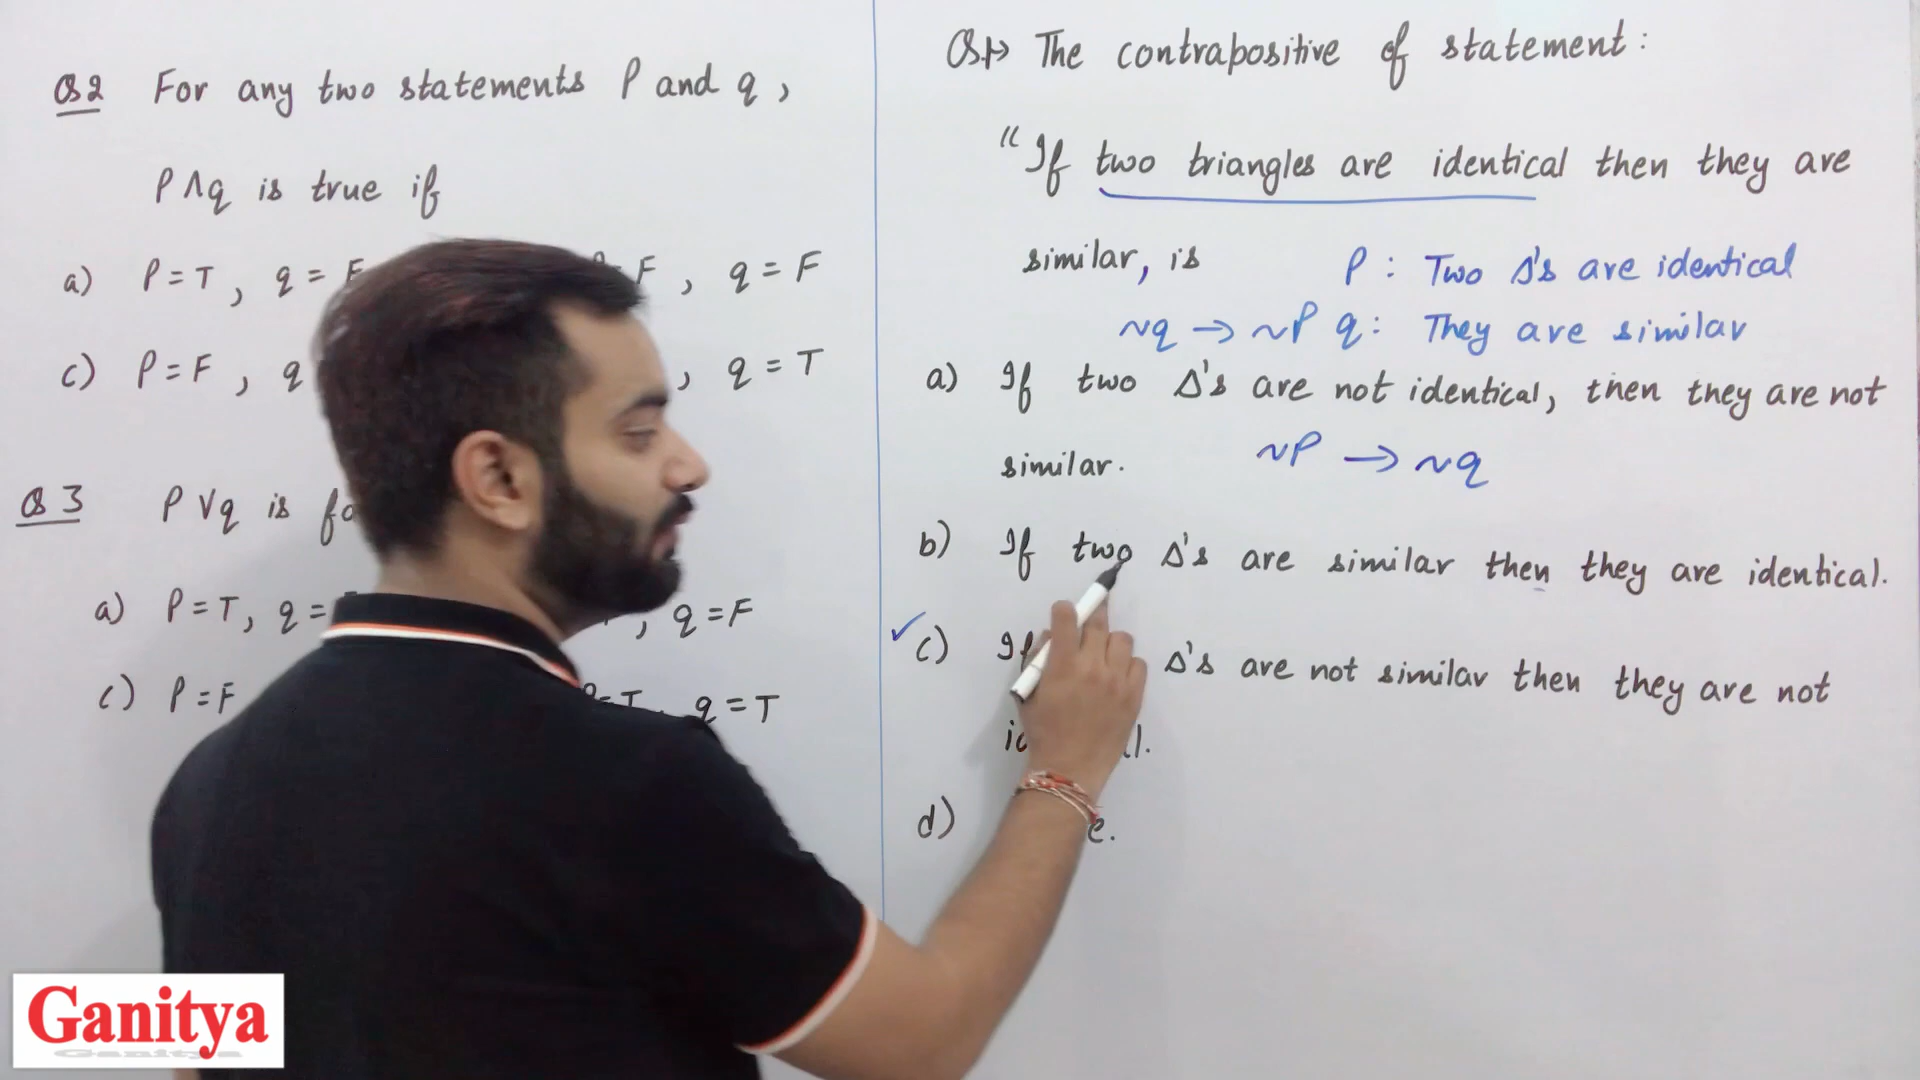 Q2 For any two statements P and q,
P∧q is true if
a) P=T, q=F =F, q=F
c) P=F, q , q=T
Q3 P∨q is
a) P=T, q= , q=F
c) P=F P=T, q=T
Q1→ The contrapositive of statement:
"If two triangles are identical then they are
similar, is P: Two Δ's are identical
~q → ~P q: They are similar
a) If two Δ's are not identical, then they are not
similar. ~P → ~q
b) If two Δ's are similar then they are identical.
✓c) If Δ's are not similar then they are not
d)
Ganitya